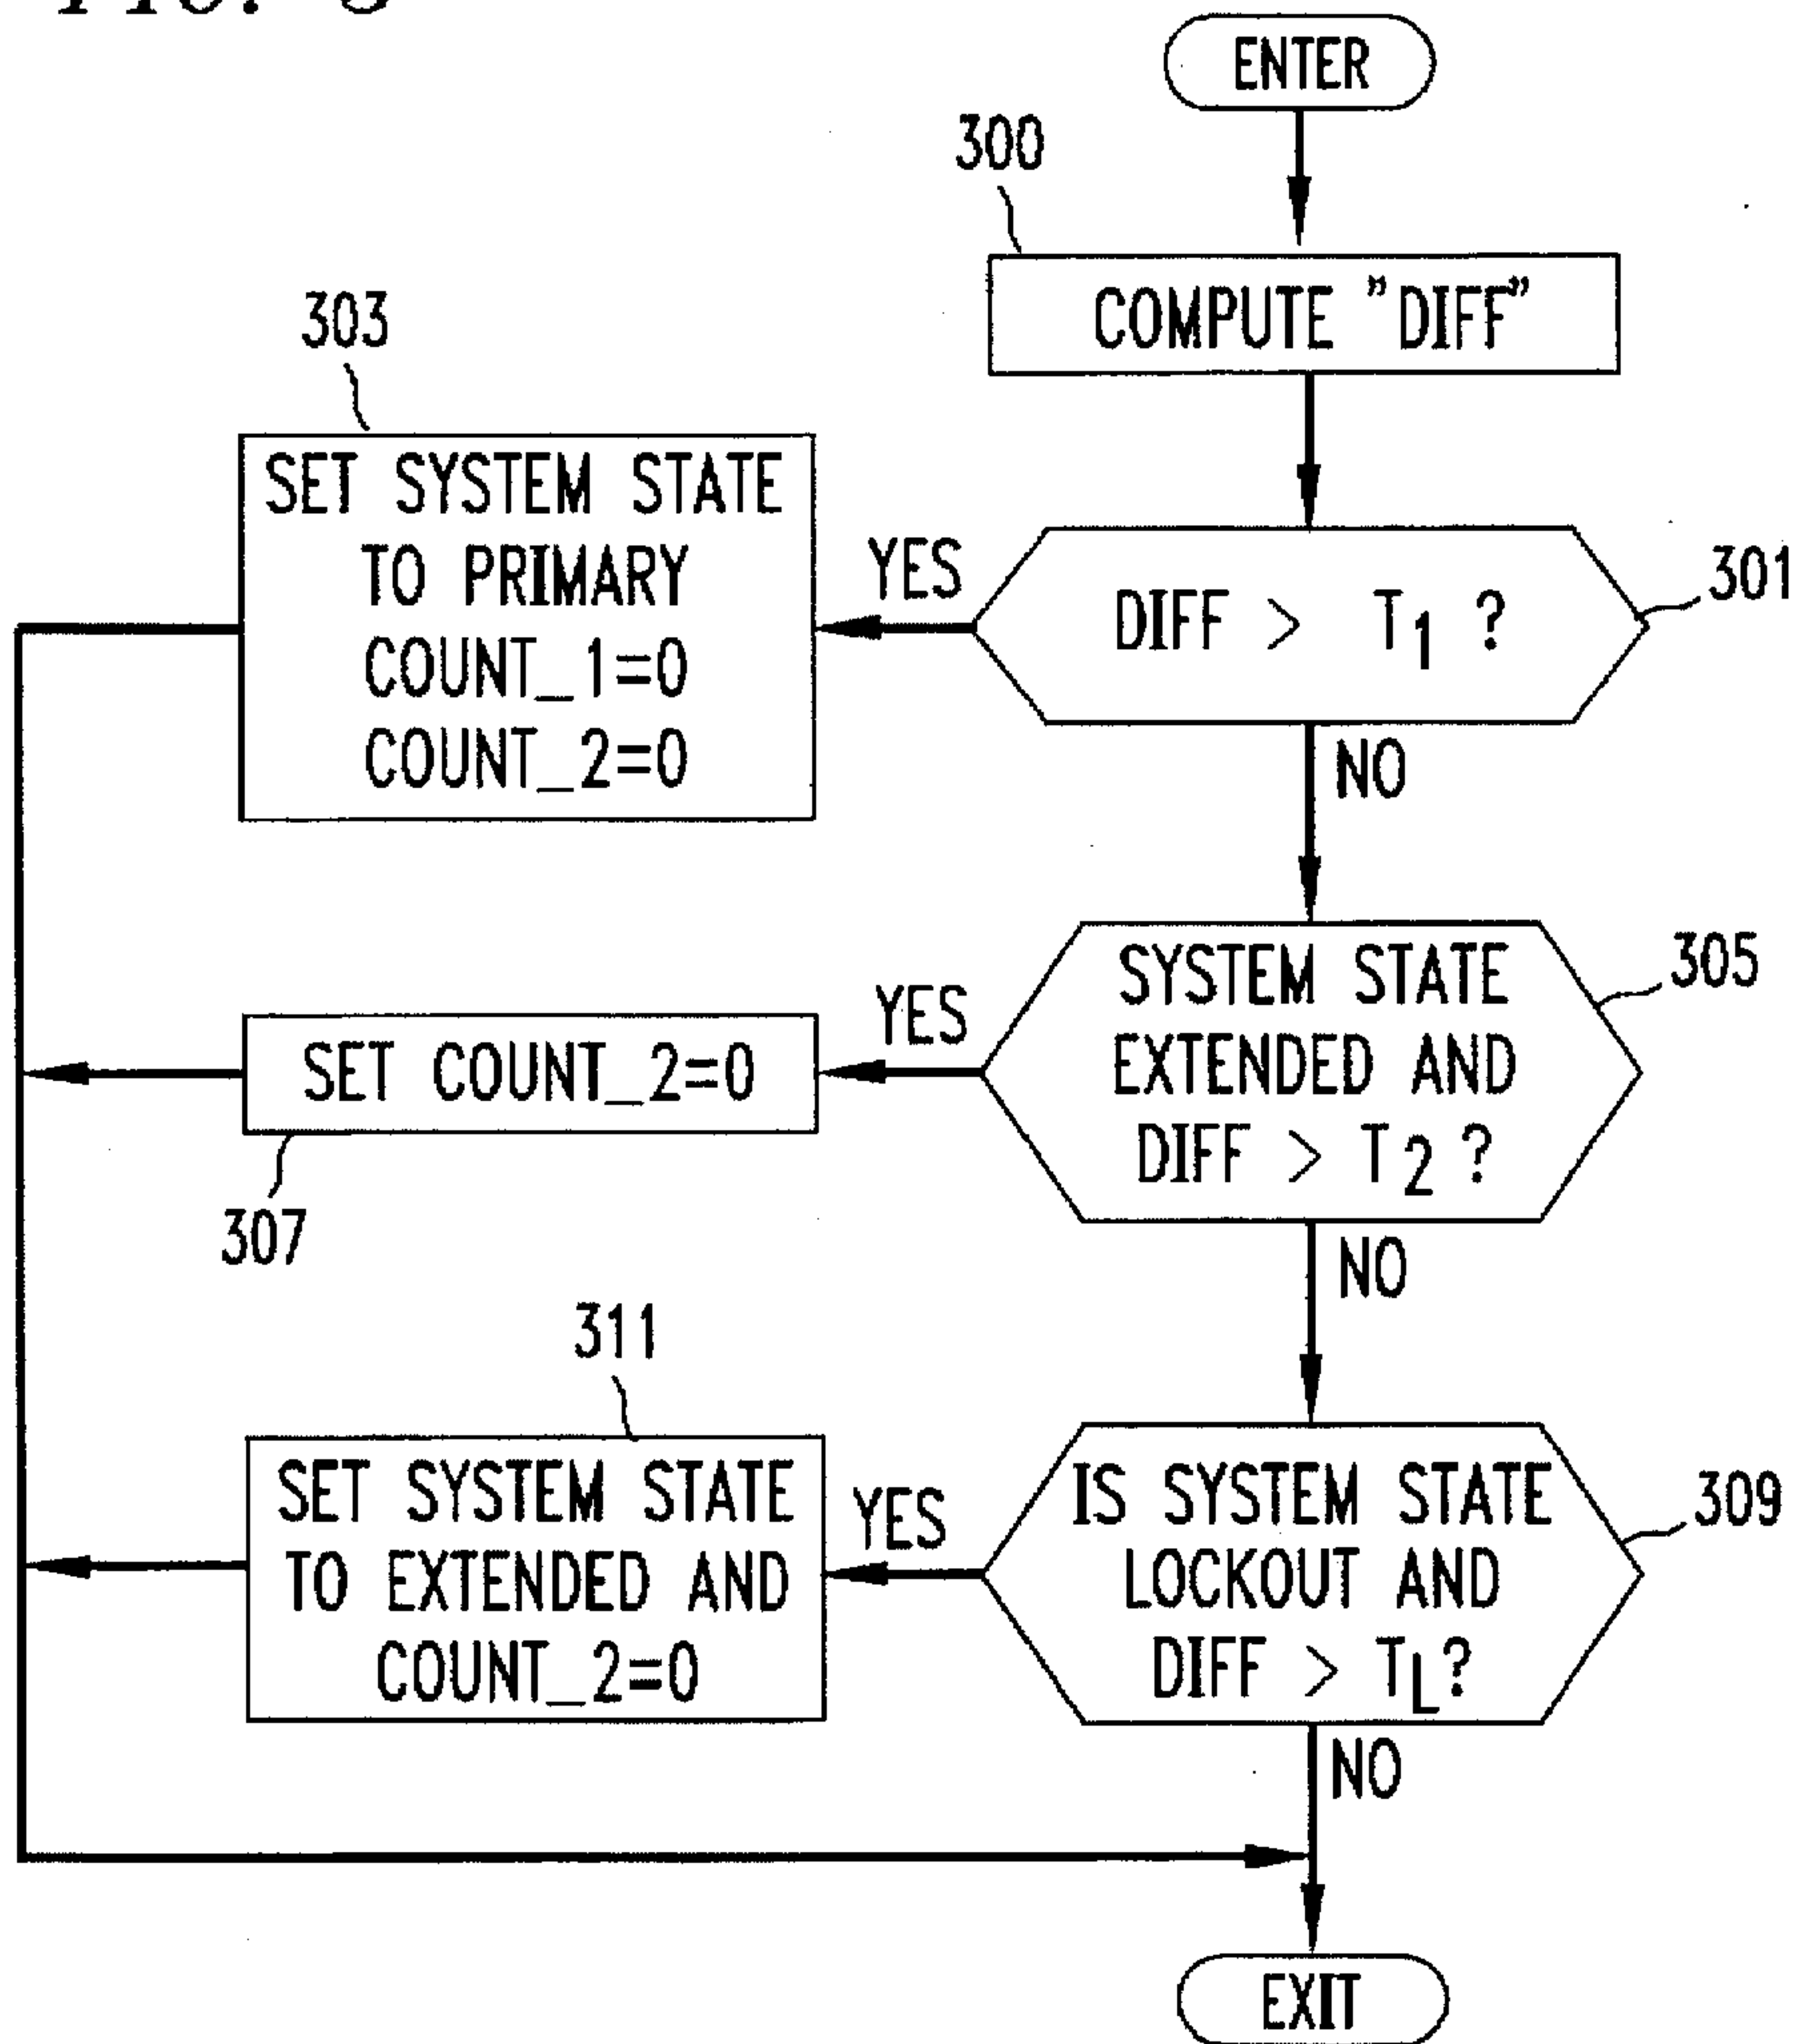 ENTER
300
COMPUTE "DIFF"
303
SET SYSTEM STATE
TO PRIMARY
COUNT_1=0
COUNT_2=0
YES
DIFF > T1 ?
301
NO
SYSTEM STATE
EXTENDED AND
DIFF > T2 ?
305
YES
SET COUNT_2=0
307
NO
311
SET SYSTEM STATE
TO EXTENDED AND
COUNT_2=0
YES
IS SYSTEM STATE
LOCKOUT AND
DIFF > TL?
309
NO
EXIT